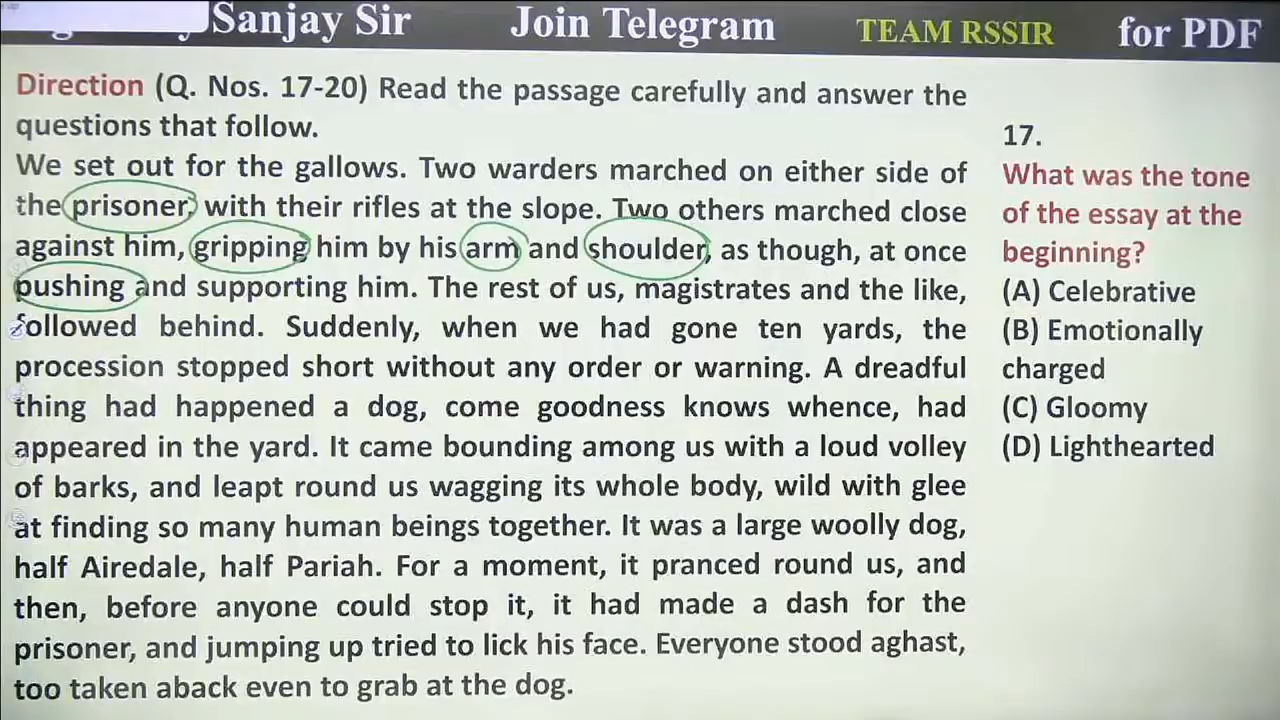 Sanjay Sir Join Telegram TEAM RSSIR for PDF
Direction (Q. Nos. 17-20) Read the passage carefully and answer the
questions that follow.
We set out for the gallows. Two warders marched on either side of
the prisoner, with their rifles at the slope. Two others marched close
against him, gripping him by his arm and shoulder, as though, at once
pushing and supporting him. The rest of us, magistrates and the like,
followed behind. Suddenly, when we had gone ten yards, the
procession stopped short without any order or warning. A dreadful
thing had happened a dog, come goodness knows whence, had
appeared in the yard. It came bounding among us with a loud volley
of barks, and leapt round us wagging its whole body, wild with glee
at finding so many human beings together. It was a large woolly dog,
half Airedale, half Pariah. For a moment, it pranced round us, and
then, before anyone could stop it, it had made a dash for the
prisoner, and jumping up tried to lick his face. Everyone stood aghast,
too taken aback even to grab at the dog.
17.
What was the tone
of the essay at the
beginning?
(A) Celebrative
(B) Emotionally
charged
(C) Gloomy
(D) Lighthearted